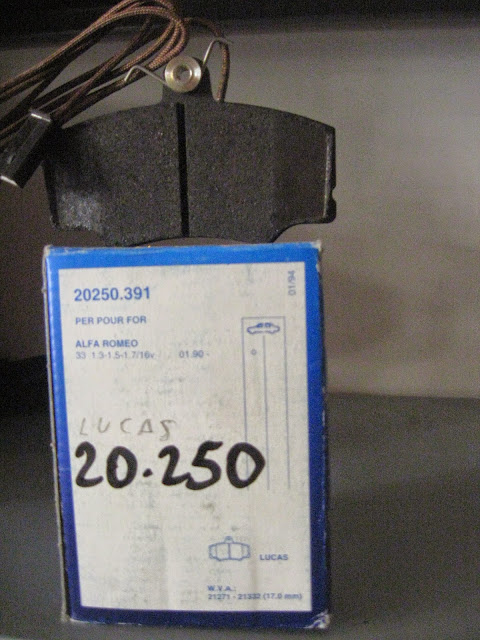 20250.391
01/94
PER POUR FOR
ALFA ROMEO
33 1.3-1.5-1.7/16v 01.90 -
LUCAS
20.250
LUCAS
W.V.A.:
21271 - 21332 (17.0 mm)